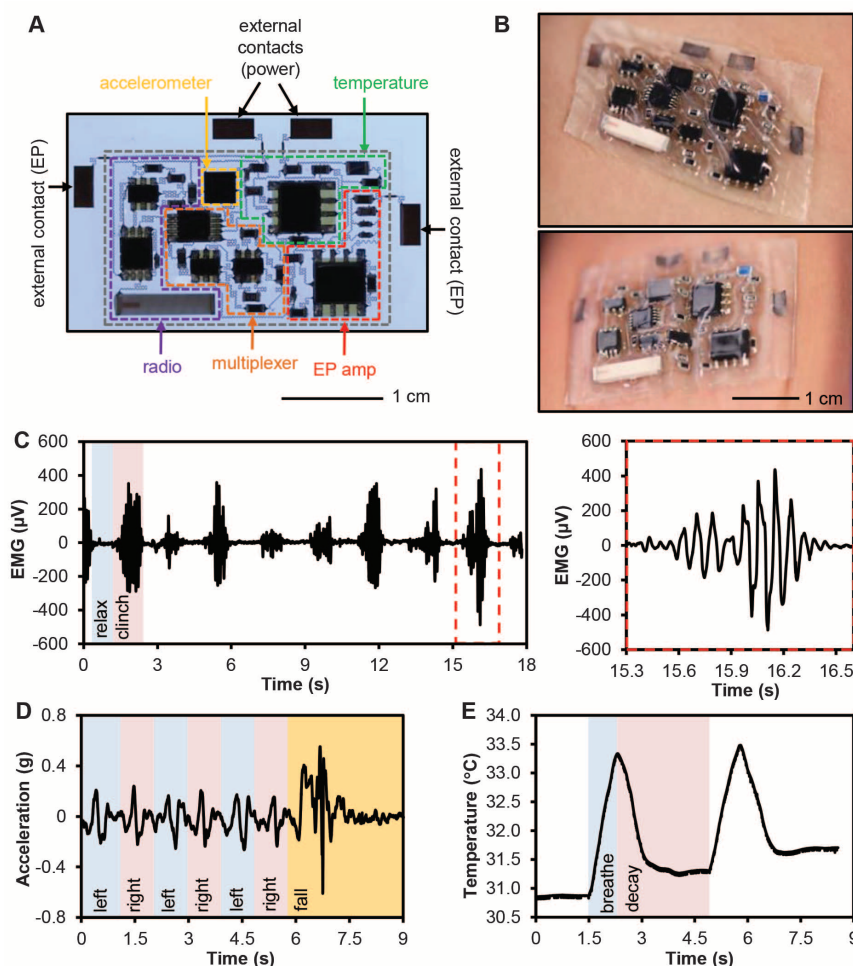 A
external
contacts
(power)
accelerometer
temperature
external contact (EP)
external contact (EP)
radio
multiplexer
EP amp
1 cm
B
1 cm
C
600
400
200
0
-200
-400
-600
EMG (µV)
relax
clinch
0
3
6
9
12
15
18
Time (s)
600
400
200
0
-200
-400
-600
EMG (µV)
15.3
15.6
15.9
16.2
16.5
Time (s)
D
0.8
0.4
0
-0.4
-0.8
Acceleration (g)
left
right
left
right
left
right
fall
0
1.5
3
4.5
6
7.5
9
Time (s)
E
34.0
33.5
33.0
31.5
31.0
30.5
Temperature (°C)
breathe
decay
0
1.5
3
4.5
6
7.5
9
Time (s)